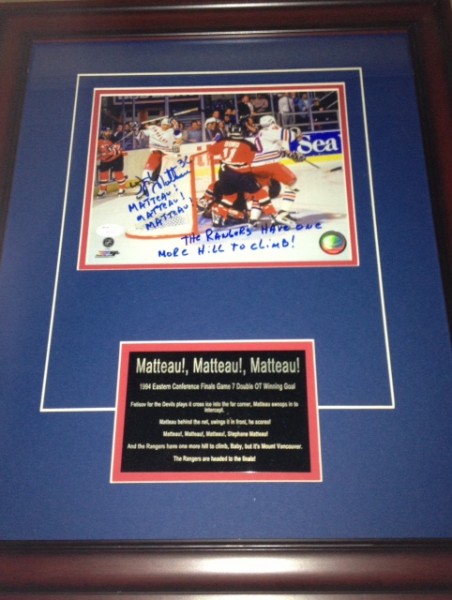 Sea
32
MATTEAU!
MATTEAU!
MATTEAU!
THE RANGERS HAVE ONE
MORE HILL TO CLIMB!
Matteau!, Matteau!, Matteau!
1994 Eastern Conference Finals Game 7 Double OT Winning Goal
Fetisov for the Devils plays it cross ice into the far corner, Matteau swoops in to
intercept.
Matteau behind the net, swings it in front, he scores!
Matteau!, Matteau!, Matteau!, Stephane Matteau!
And the Rangers have one more hill to climb, Baby, but it's Mount Vancouver.
The Rangers are headed to the finals!